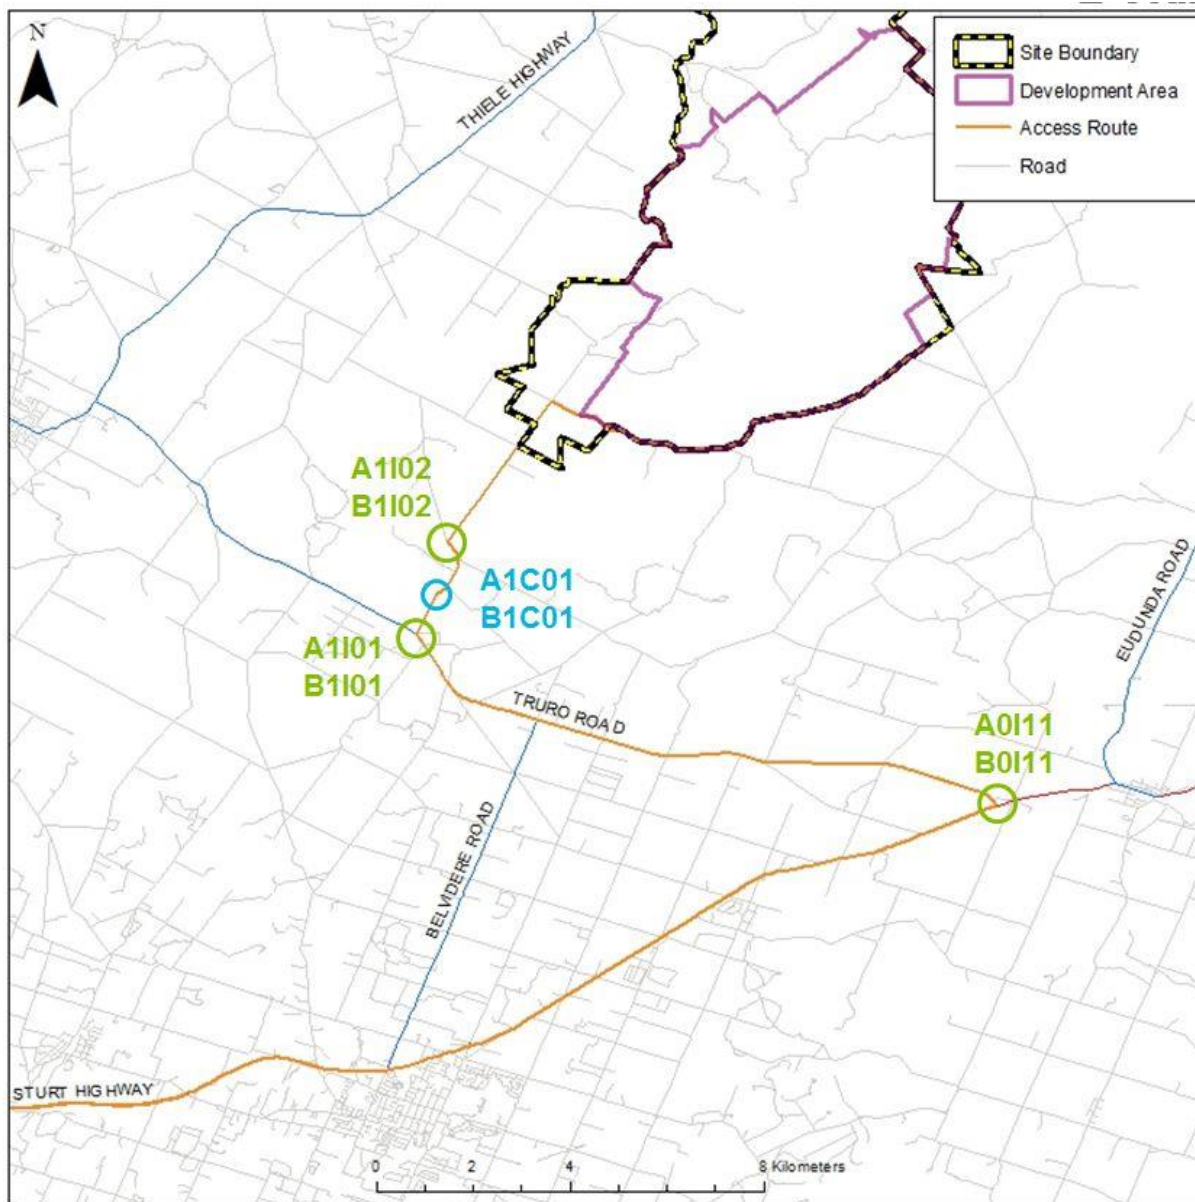 N
THIELE HIGHWAY
Site Boundary
Development Area
Access Route
Road
A1I02
B1I02
A1C01
B1C01
A1I01
B1I01
EUDUNDA ROAD
TRURO ROAD
A0I11
B0I11
BELVIDERE ROAD
STURT HIGHWAY
0 2 4 8 Kilometers